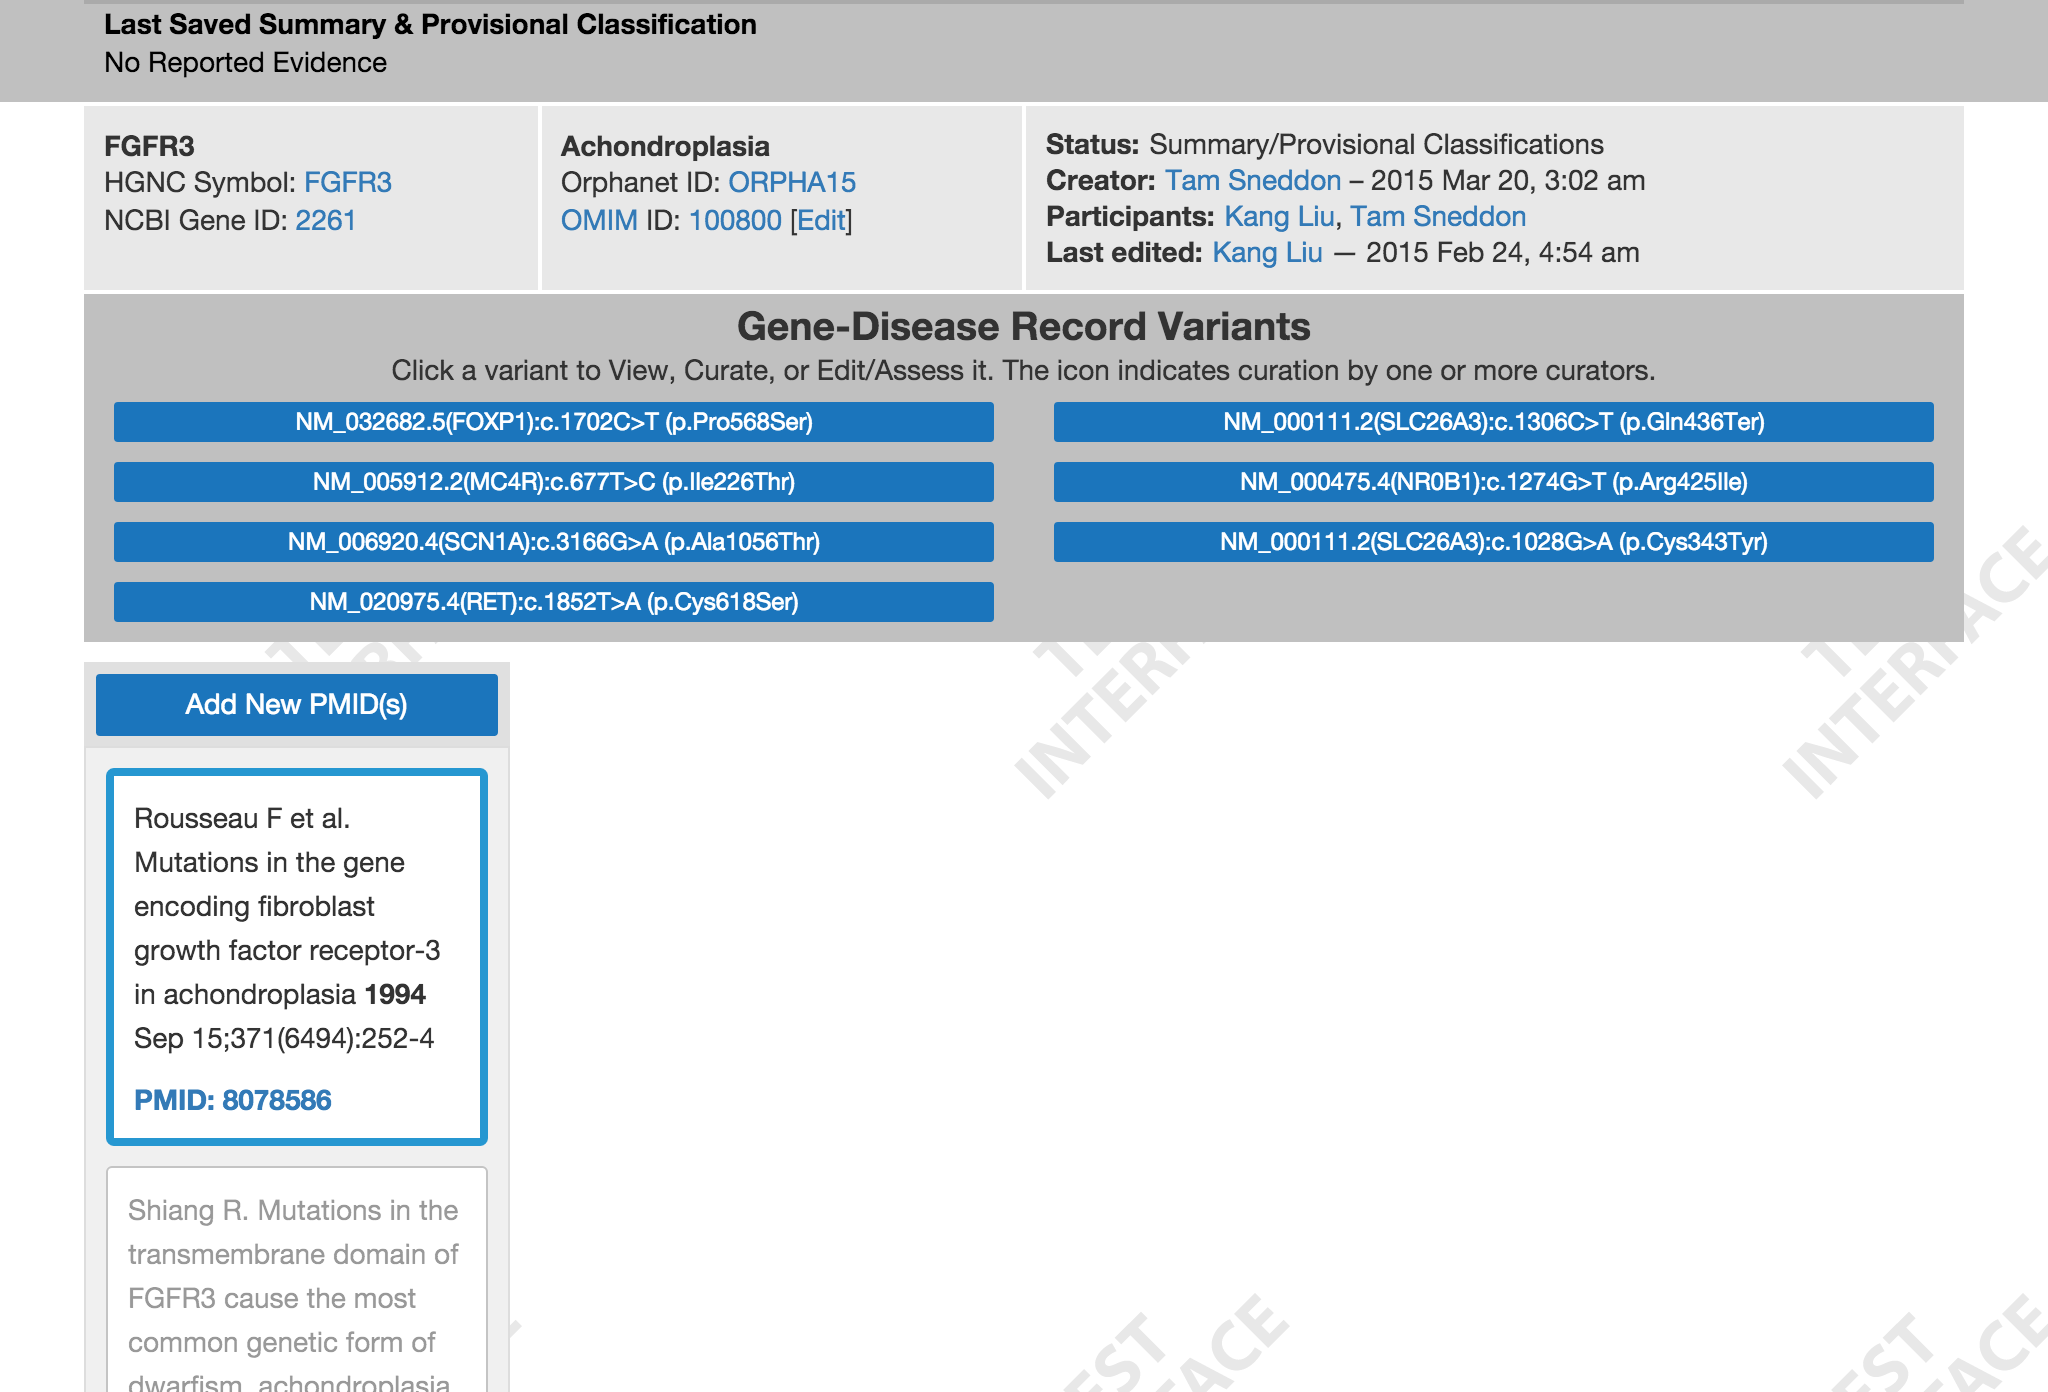 Last Saved Summary & Provisional Classification
No Reported Evidence
FGFR3
HGNC Symbol: FGFR3
NCBI Gene ID: 2261
Achondroplasia
Orphanet ID: ORPHA15
OMIM ID: 100800 [Edit]
Status: Summary/Provisional Classifications
Creator: Tam Sneddon – 2015 Mar 20, 3:02 am
Participants: Kang Liu, Tam Sneddon
Last edited: Kang Liu — 2015 Feb 24, 4:54 am
Gene-Disease Record Variants
Click a variant to View, Curate, or Edit/Assess it. The icon indicates curation by one or more curators.
NM_032682.5(FOXP1):c.1702C>T (p.Pro568Ser)
NM_000111.2(SLC26A3):c.1306C>T (p.Gln436Ter)
NM_005912.2(MC4R):c.677T>C (p.Ile226Thr)
NM_000475.4(NR0B1):c.1274G>T (p.Arg425Ile)
NM_006920.4(SCN1A):c.3166G>A (p.Ala1056Thr)
NM_000111.2(SLC26A3):c.1028G>A (p.Cys343Tyr)
NM_020975.4(RET):c.1852T>A (p.Cys618Ser)
Add New PMID(s)
Rousseau F et al.
Mutations in the gene
encoding fibroblast
growth factor receptor-3
in achondroplasia 1994
Sep 15;371(6494):252-4
PMID: 8078586
Shiang R. Mutations in the
transmembrane domain of
FGFR3 cause the most
common genetic form of
dwarfism, achondroplasia